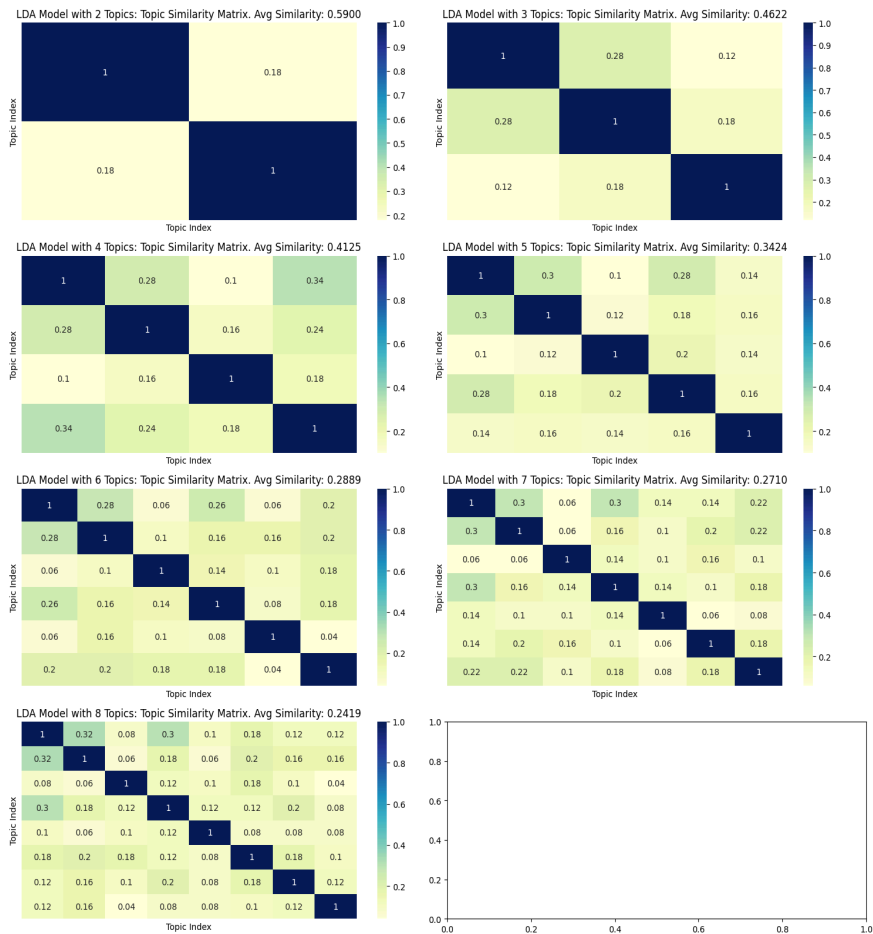 LDA Model with 2 Topics: Topic Similarity Matrix. Avg Similarity: 0.5900
1 0.18
0.18 1
Topic Index
Topic Index
1.0
0.9
0.8
0.7
0.6
0.5
0.4
0.3
0.2
LDA Model with 3 Topics: Topic Similarity Matrix. Avg Similarity: 0.4622
1 0.28 0.12
0.28 1 0.18
0.12 0.18 1
Topic Index
Topic Index
1.0
0.9
0.8
0.7
0.6
0.5
0.4
0.3
0.2
LDA Model with 4 Topics: Topic Similarity Matrix. Avg Similarity: 0.4125
1 0.28 0.1 0.34
0.28 1 0.16 0.24
0.1 0.16 1 0.18
0.34 0.24 0.18 1
Topic Index
Topic Index
1.0
0.8
0.6
0.4
0.2
LDA Model with 5 Topics: Topic Similarity Matrix. Avg Similarity: 0.3424
1 0.3 0.1 0.28 0.14
0.3 1 0.12 0.18 0.16
0.1 0.12 1 0.2 0.14
0.28 0.18 0.2 1 0.16
0.14 0.16 0.14 0.16 1
Topic Index
Topic Index
1.0
0.8
0.6
0.4
0.2
LDA Model with 6 Topics: Topic Similarity Matrix. Avg Similarity: 0.2889
1 0.28 0.06 0.26 0.06 0.2
0.28 1 0.1 0.16 0.16 0.2
0.06 0.1 1 0.14 0.1 0.18
0.26 0.16 0.14 1 0.08 0.18
0.06 0.16 0.1 0.08 1 0.04
0.2 0.2 0.18 0.18 0.04 1
Topic Index
Topic Index
1.0
0.8
0.6
0.4
0.2
LDA Model with 7 Topics: Topic Similarity Matrix. Avg Similarity: 0.2710
1 0.3 0.06 0.3 0.14 0.14 0.22
0.3 1 0.06 0.16 0.1 0.2 0.22
0.06 0.06 1 0.14 0.1 0.16 0.1
0.3 0.16 0.14 1 0.14 0.1 0.18
0.14 0.1 0.1 0.14 1 0.06 0.08
0.14 0.2 0.16 0.1 0.06 1 0.18
0.22 0.22 0.1 0.18 0.08 0.18 1
Topic Index
Topic Index
1.0
0.8
0.6
0.4
0.2
LDA Model with 8 Topics: Topic Similarity Matrix. Avg Similarity: 0.2419
1 0.32 0.08 0.3 0.1 0.18 0.12 0.12
0.32 1 0.06 0.18 0.06 0.2 0.16 0.16
0.08 0.06 1 0.12 0.1 0.18 0.1 0.04
0.3 0.18 0.12 1 0.12 0.12 0.2 0.08
0.1 0.06 0.1 0.12 1 0.08 0.08 0.08
0.18 0.2 0.18 0.12 0.08 1 0.18 0.1
0.12 0.16 0.1 0.2 0.08 0.18 1 0.12
0.12 0.16 0.04 0.08 0.08 0.1 0.12 1
Topic Index
Topic Index
1.0
0.8
0.6
0.4
0.2
1.0
0.8
0.6
0.4
0.2
0.0
0.0 0.2 0.4 0.6 0.8 1.0